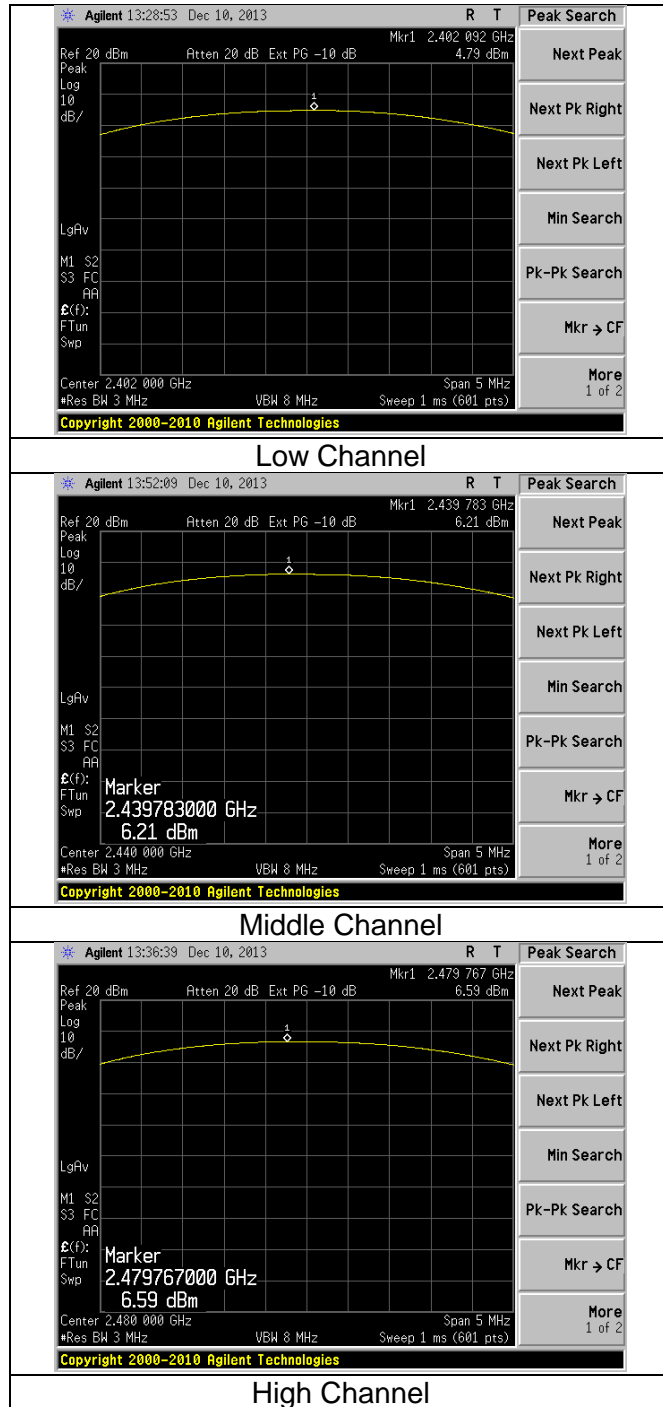 Agilent 13:28:53 Dec 10, 2013 R T Peak Search
Mkr1 2.402 092 GHz
Ref 20 dBm Atten 20 dB Ext PG -10 dB 4.79 dBm
Peak
Log
10
dB/
1
LgAv
M1 S2
S3 FC
AA
£(f):
FTun
Swp
Center 2.402 000 GHz Span 5 MHz
#Res BW 3 MHz VBW 8 MHz Sweep 1 ms (601 pts)
Copyright 2000-2010 Agilent Technologies
Next Peak
Next Pk Right
Next Pk Left
Min Search
Pk-Pk Search
Mkr → CF
More
1 of 2
Low Channel
Agilent 13:52:09 Dec 10, 2013 R T Peak Search
Mkr1 2.439 783 GHz
Ref 20 dBm Atten 20 dB Ext PG -10 dB 6.21 dBm
Peak
Log
10
dB/
1
LgAv
M1 S2
S3 FC
AA
£(f):
FTun
Swp
Marker
2.439783000 GHz
6.21 dBm
Center 2.440 000 GHz Span 5 MHz
#Res BW 3 MHz VBW 8 MHz Sweep 1 ms (601 pts)
Copyright 2000-2010 Agilent Technologies
Next Peak
Next Pk Right
Next Pk Left
Min Search
Pk-Pk Search
Mkr → CF
More
1 of 2
Middle Channel
Agilent 13:36:39 Dec 10, 2013 R T Peak Search
Mkr1 2.479 767 GHz
Ref 20 dBm Atten 20 dB Ext PG -10 dB 6.59 dBm
Peak
Log
10
dB/
1
LgAv
M1 S2
S3 FC
AA
£(f):
FTun
Swp
Marker
2.479767000 GHz
6.59 dBm
Center 2.480 000 GHz Span 5 MHz
#Res BW 3 MHz VBW 8 MHz Sweep 1 ms (601 pts)
Copyright 2000-2010 Agilent Technologies
Next Peak
Next Pk Right
Next Pk Left
Min Search
Pk-Pk Search
Mkr → CF
More
1 of 2
High Channel